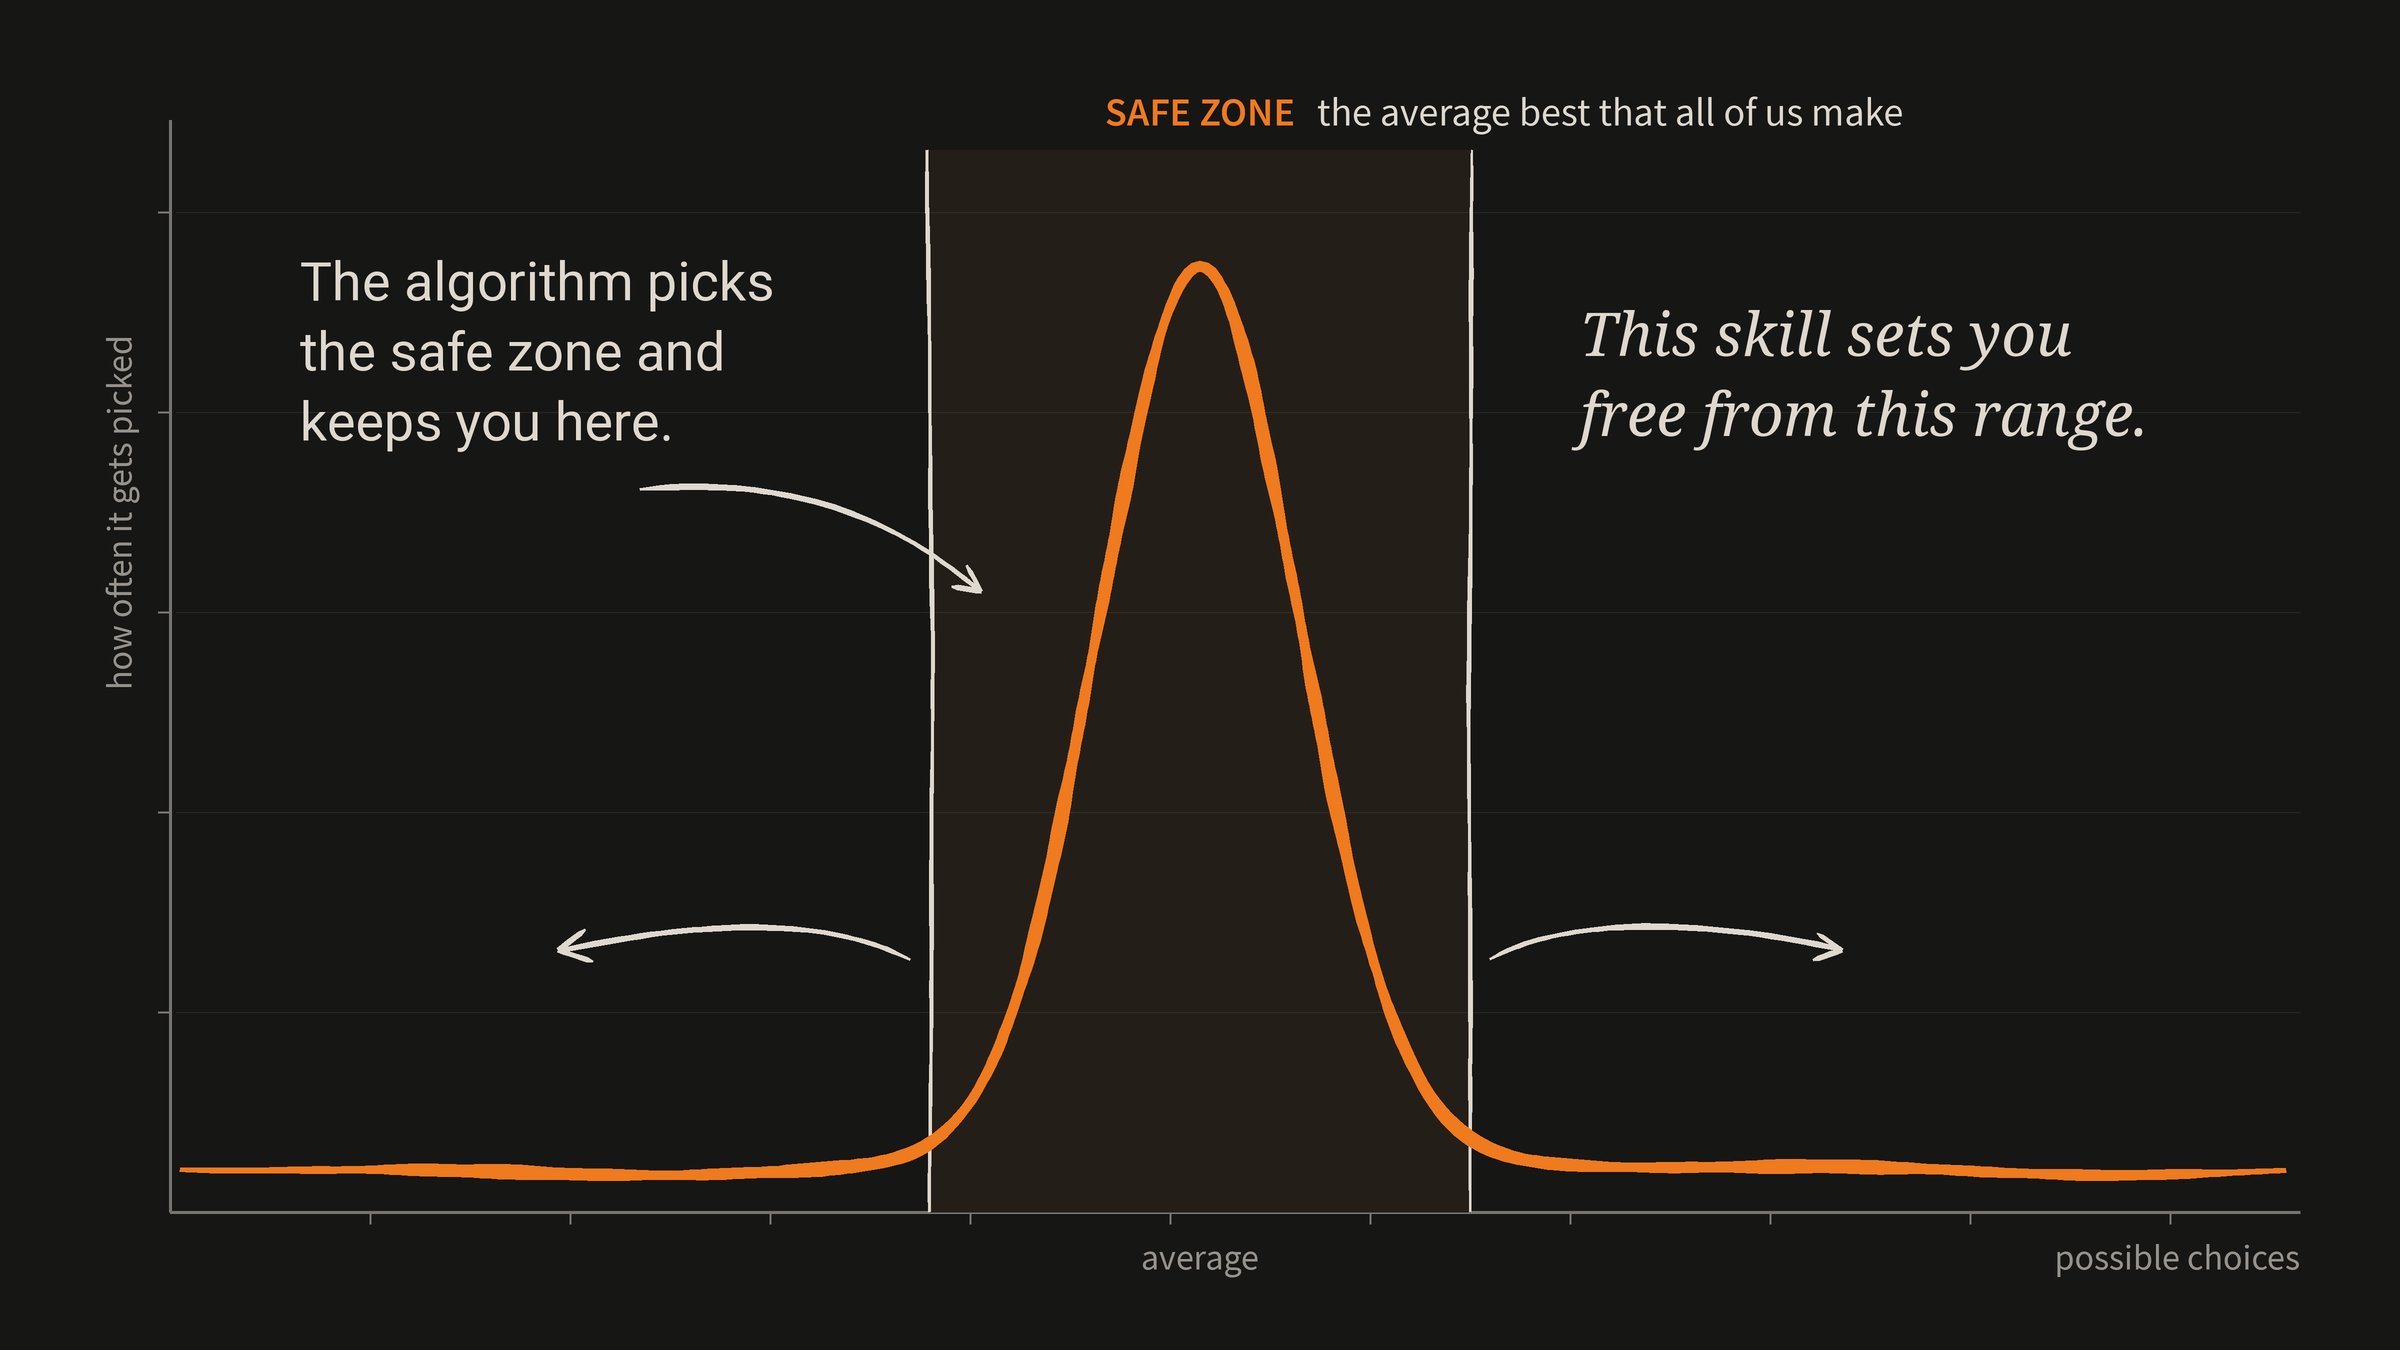 SAFE ZONE the average best that all of us make
The algorithm picks
the safe zone and
keeps you here.
This skill sets you
free from this range.
how often it gets picked
average
possible choices